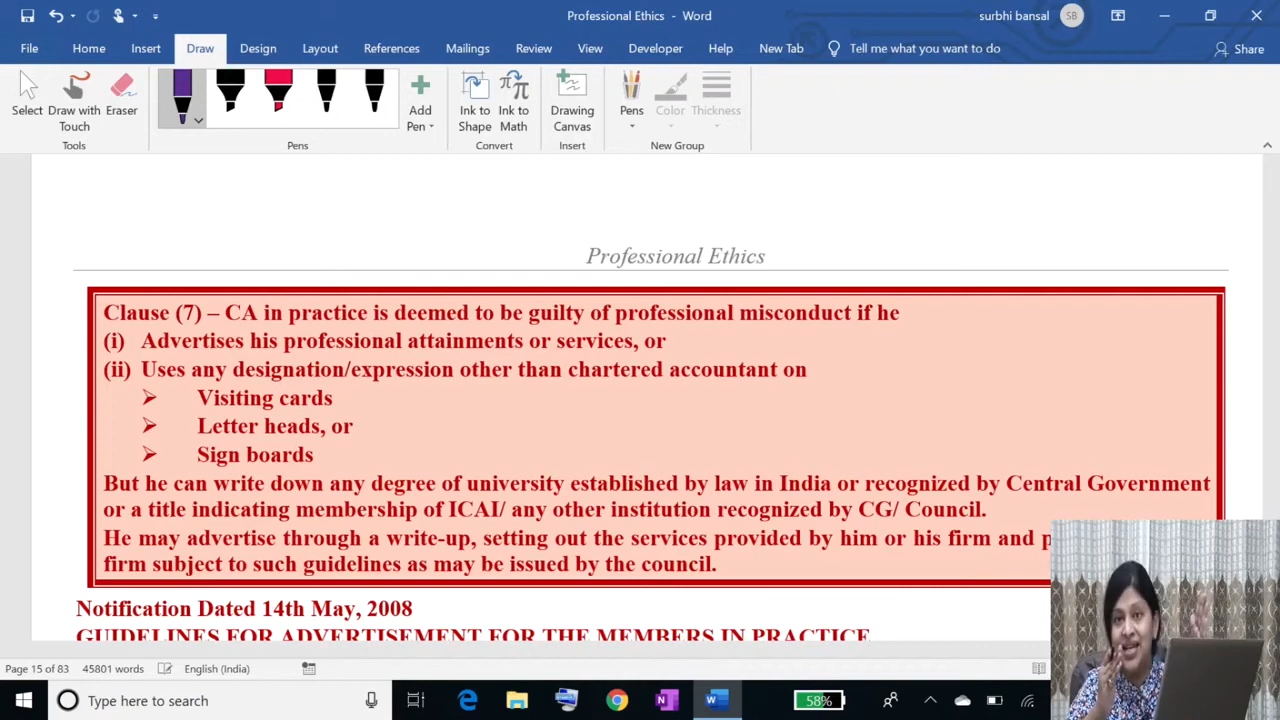 Professional Ethics - Word
surbhi bansal
SB
File
Home
Insert
Draw
Design
Layout
References
Mailings
Review
View
Developer
Help
New Tab
Tell me what you want to do
Share
Select
Draw with
Touch
Eraser
Add
Pen
Ink to
Shape
Ink to
Math
Drawing
Canvas
Pens
Color
Thickness
Tools
Pens
Convert
Insert
New Group
Professional Ethics
Clause (7) – CA in practice is deemed to be guilty of professional misconduct if he
(i) Advertises his professional attainments or services, or
(ii) Uses any designation/expression other than chartered accountant on
Visiting cards
Letter heads, or
Sign boards
But he can write down any degree of university established by law in India or recognized by Central Government
or a title indicating membership of ICAI/ any other institution recognized by CG/ Council.
He may advertise through a write-up, setting out the services provided by him or his firm and
firm subject to such guidelines as may be issued by the council.
Notification Dated 14th May, 2008
GUIDELINES FOR ADVERTISEMENT FOR THE MEMBERS IN PRACTICE
Page 15 of 83
45801 words
English (India)
Type here to search
58%